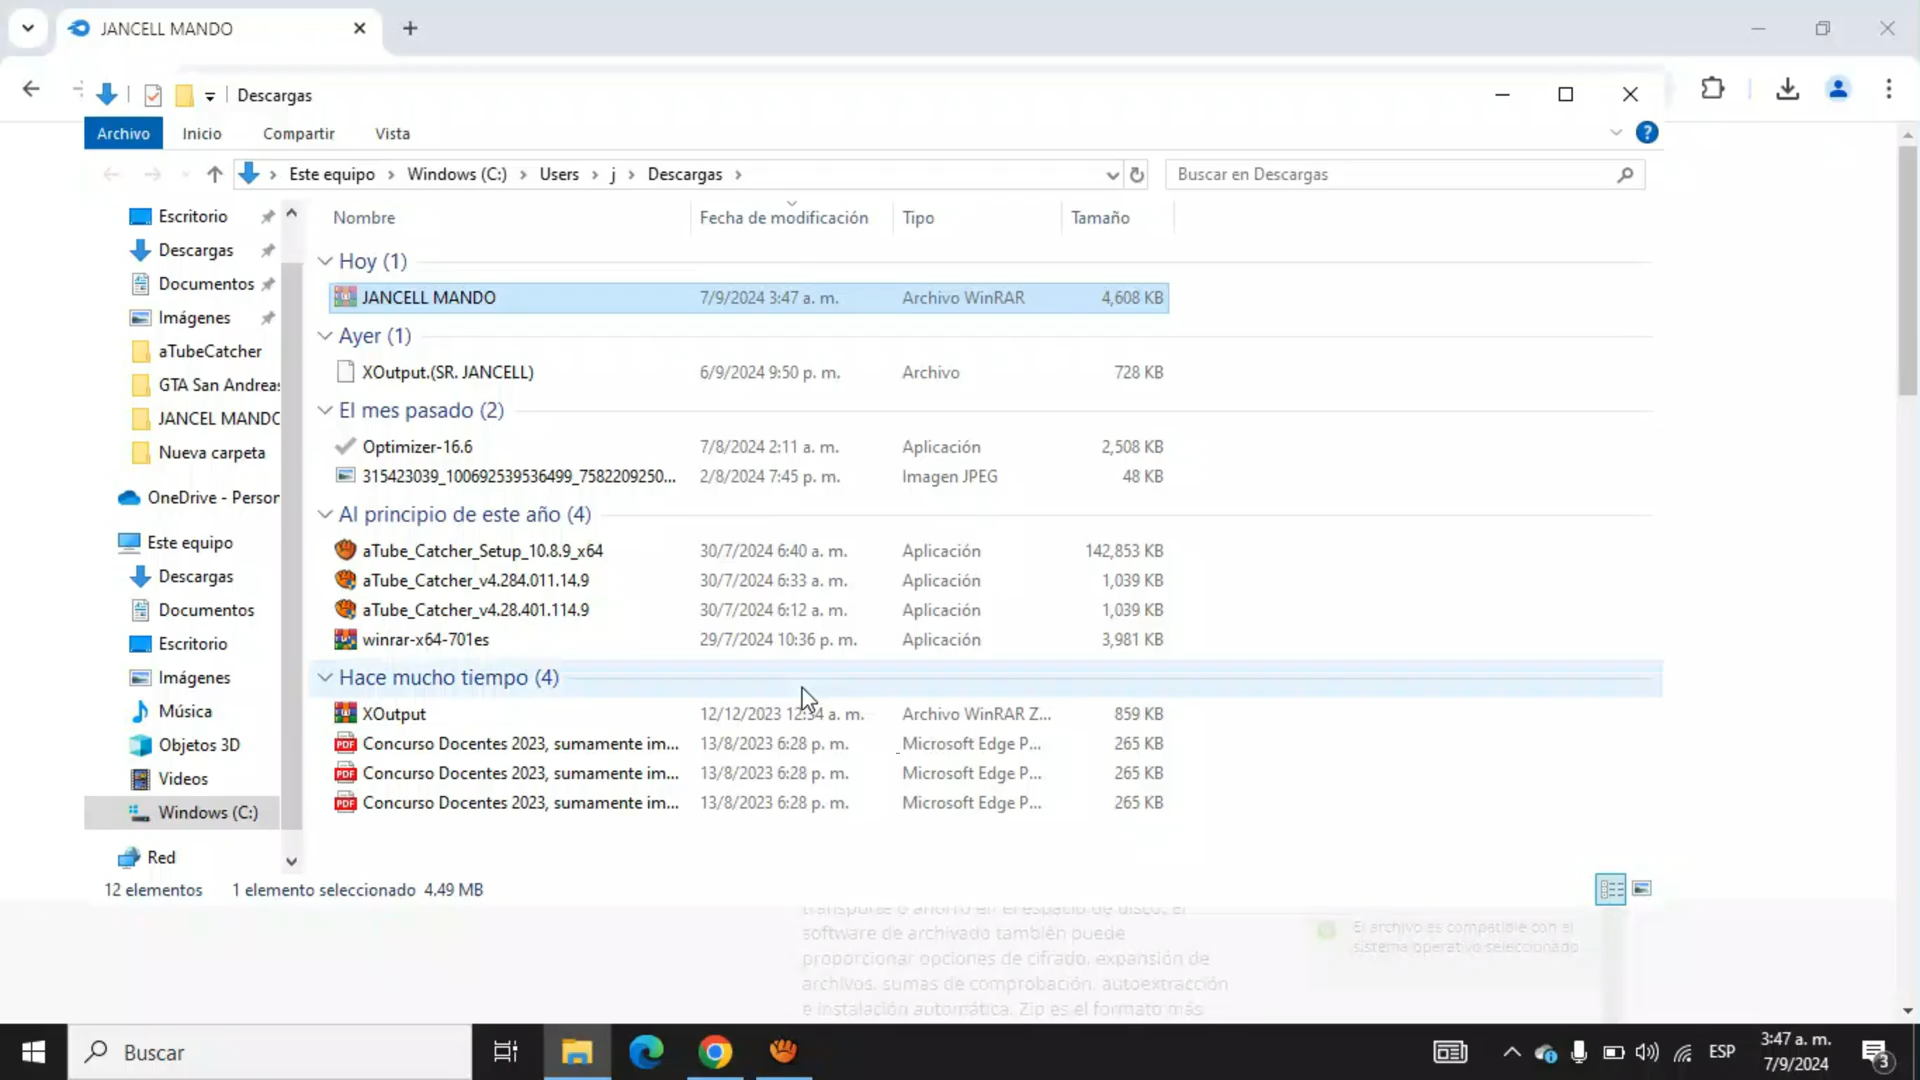 JANCELL MANDO
Descargas
Archivo Inicio Compartir Vista
Este equipo Windows (C:) Users j Descargas
Buscar en Descargas
Nombre Fecha de modificación Tipo Tamaño
Escritorio
Descargas
Documentos
Imágenes
aTubeCatcher
GTA San Andreas
JANCEL MANDO
Nueva carpeta
OneDrive - Person
Este equipo
Descargas
Documentos
Escritorio
Imágenes
Música
Objetos 3D
Videos
Windows (C:)
Red
Hoy (1)
JANCELL MANDO 7/9/2024 3:47 a. m. Archivo WinRAR 4,608 KB
Ayer (1)
XOutput.(SR. JANCELL) 6/9/2024 9:50 p. m. Archivo 728 KB
El mes pasado (2)
Optimizer-16.6 7/8/2024 2:11 a. m. Aplicación 2,508 KB
315423039_100692539536499_7582209250... 2/8/2024 7:45 p. m. Imagen JPEG 48 KB
Al principio de este año (4)
aTube_Catcher_Setup_10.8.9_x64 30/7/2024 6:40 a. m. Aplicación 142,853 KB
aTube_Catcher_v4.284.011.14.9 30/7/2024 6:33 a. m. Aplicación 1,039 KB
aTube_Catcher_v4.28.401.114.9 30/7/2024 6:12 a. m. Aplicación 1,039 KB
winrar-x64-701es 29/7/2024 10:36 p. m. Aplicación 3,981 KB
Hace mucho tiempo (4)
XOutput 12/12/2023 12:34 a. m. Archivo WinRAR Z... 859 KB
Concurso Docentes 2023, sumamente im... 13/8/2023 6:28 p. m. Microsoft Edge P... 265 KB
Concurso Docentes 2023, sumamente im... 13/8/2023 6:28 p. m. Microsoft Edge P... 265 KB
Concurso Docentes 2023, sumamente im... 13/8/2023 6:28 p. m. Microsoft Edge P... 265 KB
12 elementos 1 elemento seleccionado 4.49 MB
transporte o ahorro en el espacio de disco, el
software de archivado también puede
proporcionar opciones de cifrado, expansión de
archivos, sumas de comprobación, autoextracción
e instalación automática. Zip es el formato más
El archivo es compatible con el
sistema operativo seleccionado
Buscar
ESP
3:47 a. m.
7/9/2024
3